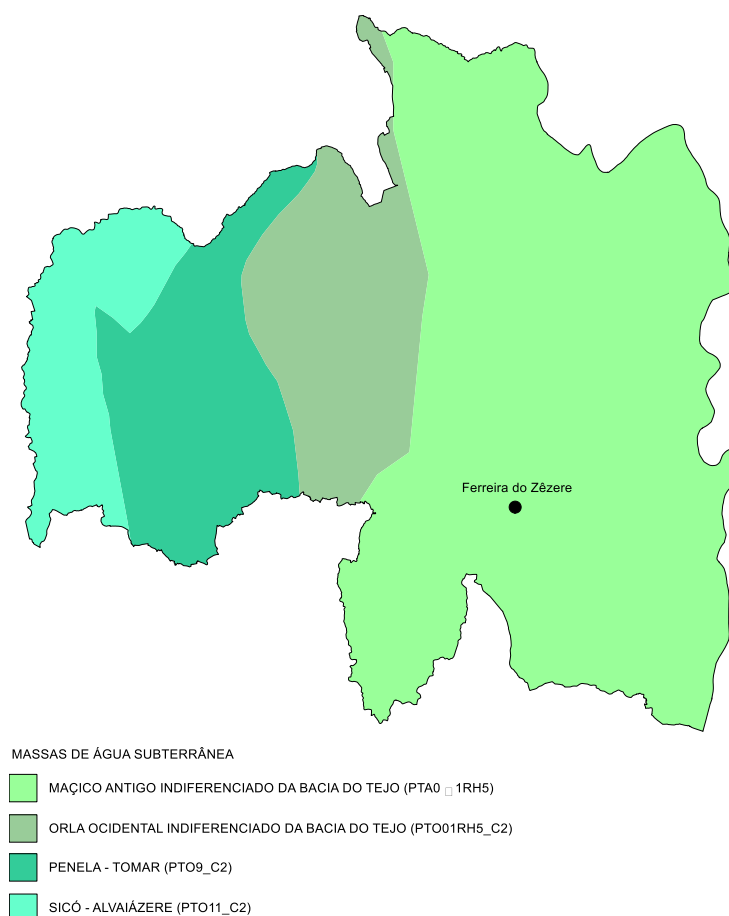 Ferreira do Zêzere
MASSAS DE ÁGUA SUBTERRÂNEA
MAÇICO ANTIGO INDIFERENCIADO DA BACIA DO TEJO (PTA0 □ 1RH5)
ORLA OCIDENTAL INDIFERENCIADO DA BACIA DO TEJO (PTO01RH5_C2)
PENELA - TOMAR (PTO9_C2)
SICÓ - ALVAIÁZERE (PTO11_C2)